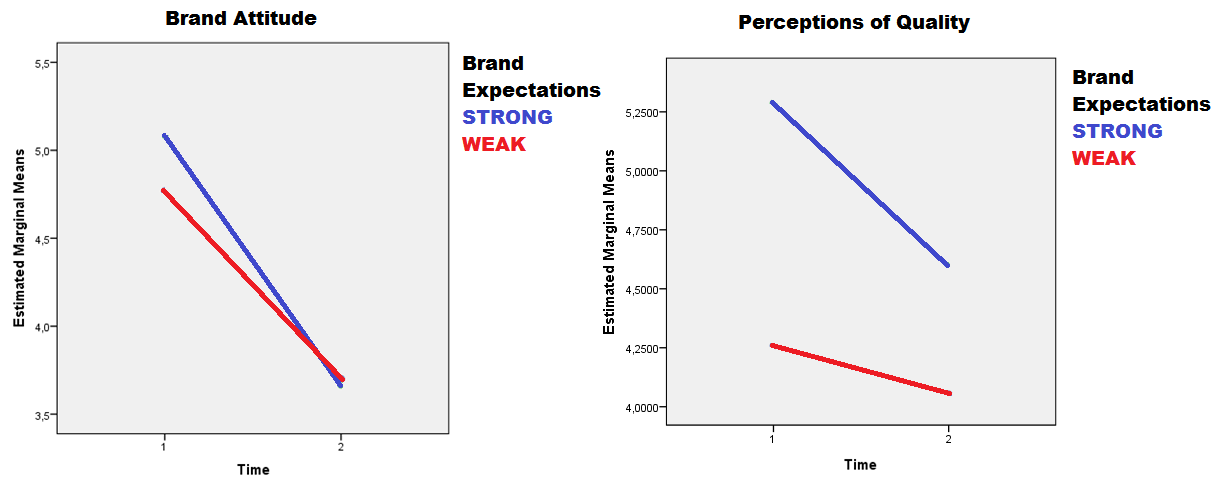 Brand Attitude
5,5
5,0
4,5
4,0
3,5
Estimated Marginal Means
1
2
Time
Brand
Expectations
STRONG
WEAK
Perceptions of Quality
5,2500
5,0000
4,7500
4,5000
4,2500
4,0000
Estimated Marginal Means
1
2
Time
Brand
Expectations
STRONG
WEAK